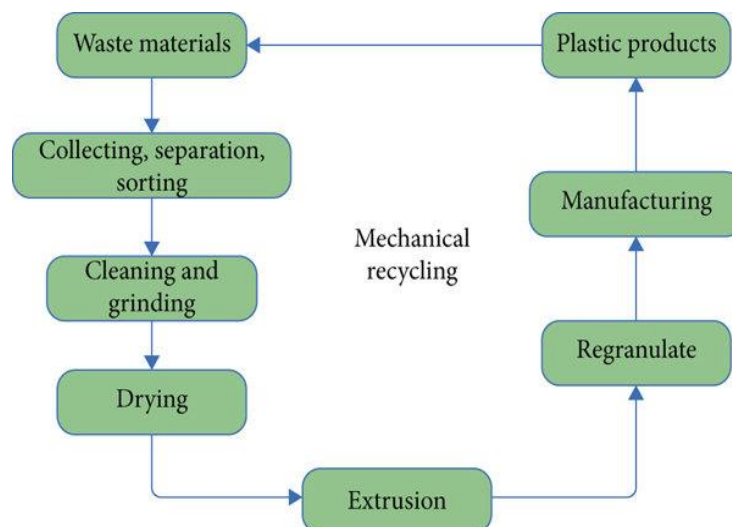 Waste materials
Plastic products
Collecting, separation,
sorting
Manufacturing
Mechanical
recycling
Cleaning and
grinding
Regranulate
Drying
Extrusion